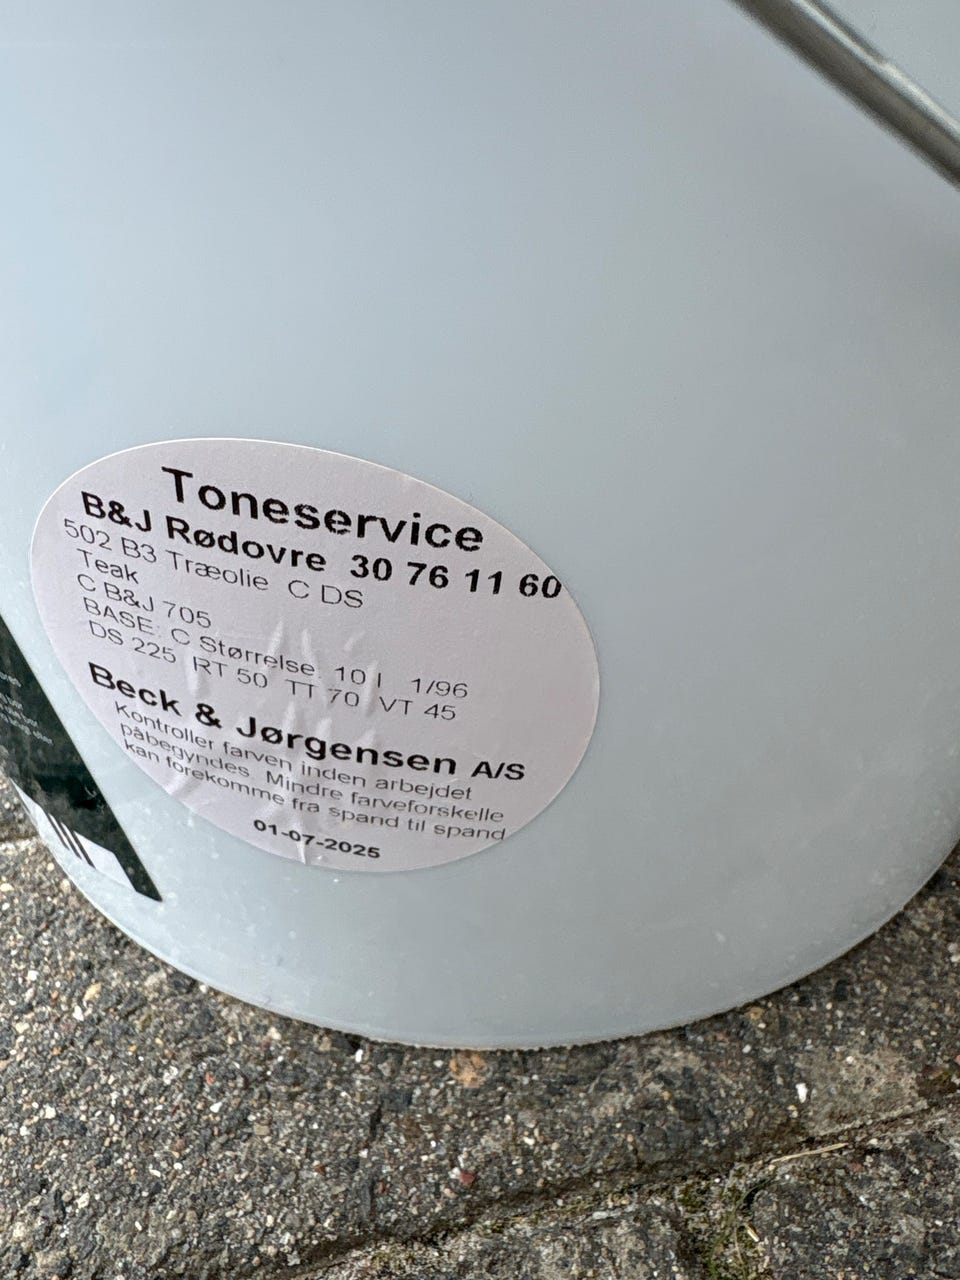 Toneservice
B&J Rødovre 30 76 11 60
502 B3 Træolie C DS
Teak
C B&J 705
BASE: C Størrelse: 10 l 1/96
DS 225 RT 50 TT 70 VT 45
Beck & Jørgensen A/S
Kontroller farven inden arbejdet
påbegyndes. Mindre farveforskelle
kan forekomme fra spand til spand
01-07-2025